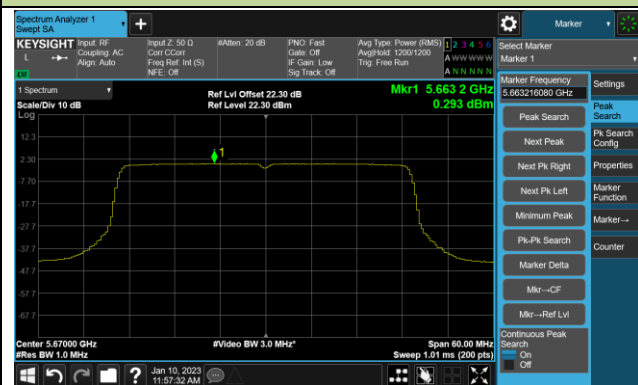 Spectrum Analyzer 1
Swept SA
Marker
KEYSIGHT
L
Input: RF
Coupling: AC
Align: Auto
Input Z: 50 Ω
Corr CCorr
Freq Ref: Int (S)
NFE: Off
#Atten: 20 dB
PNO: Fast
Gate: Off
IF Gain: Low
Sig Track: Off
Avg Type: Power (RMS)
Avg|Hold: 1200/1200
Trig: Free Run
1 2 3 4 5 6
A W W W W W
A N N N N N
Select Marker
Marker 1
1 Spectrum
Scale/Div 10 dB
Log
Ref Lvl Offset 22.30 dB
Ref Level 22.30 dBm
Mkr1 5.663 2 GHz
0.293 dBm
12.3
2.30
-7.70
-17.7
-27.7
-37.7
-47.7
-57.7
-67.7
1
Center 5.67000 GHz
#Res BW 1.0 MHz
#Video BW 3.0 MHz*
Span 60.00 MHz
Sweep 1.01 ms (200 pts)
Marker Frequency
5.663216080 GHz
Peak Search
Next Peak
Next Pk Right
Next Pk Left
Minimum Peak
Pk-Pk Search
Marker Delta
Mkr→CF
Mkr→Ref Lvl
Continuous Peak
Search
On
Off
Settings
Peak
Search
Pk Search
Config
Properties
Marker
Function
Marker→
Counter
Jan 10, 2023
11:57:32 AM